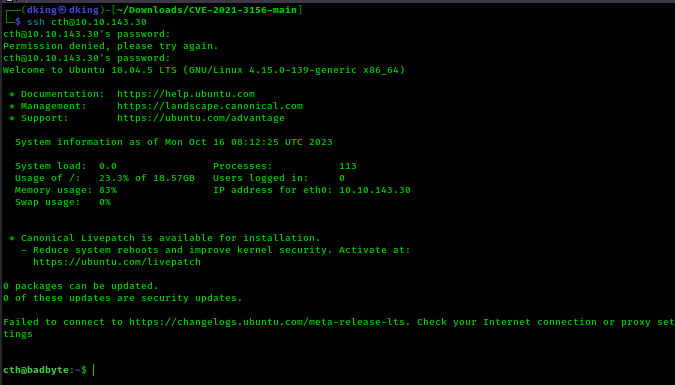 ┌──(dking㉿dking)-[~/Downloads/CVE-2021-3156-main]
└─$ ssh cth@10.10.143.30
cth@10.10.143.30's password:
Permission denied, please try again.
cth@10.10.143.30's password:
Welcome to Ubuntu 18.04.5 LTS (GNU/Linux 4.15.0-139-generic x86_64)
* Documentation:  https://help.ubuntu.com
* Management:     https://landscape.canonical.com
* Support:        https://ubuntu.com/advantage
System information as of Mon Oct 16 08:12:25 UTC 2023
System load:  0.0                Processes:           113
Usage of /:   23.3% of 18.57GB   Users logged in:     0
Memory usage: 83%                IP address for eth0: 10.10.143.30
Swap usage:   0%
* Canonical Livepatch is available for installation.
- Reduce system reboots and improve kernel security. Activate at:
https://ubuntu.com/livepatch
0 packages can be updated.
0 of these updates are security updates.
Failed to connect to https://changelogs.ubuntu.com/meta-release-lts. Check your Internet connection or proxy set
tings
cth@badbyte:~$